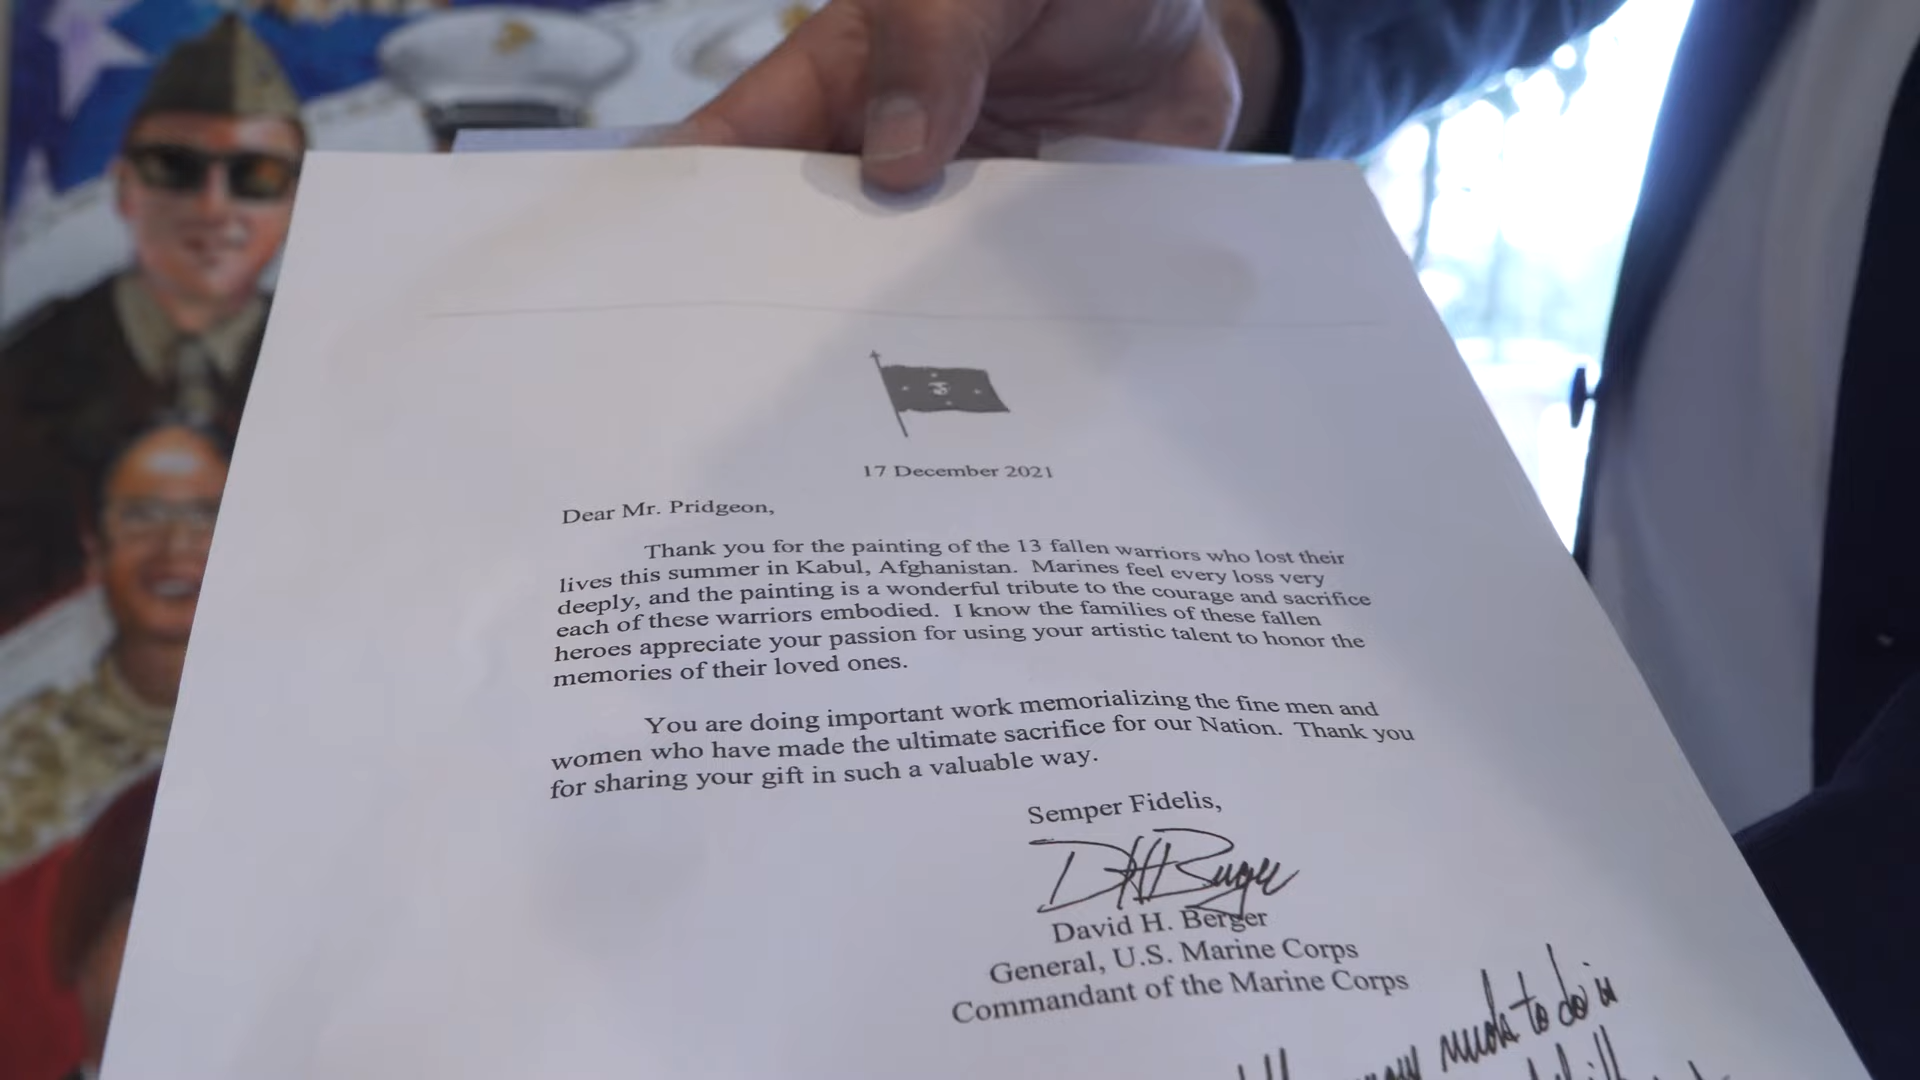 17 December 2021
Dear Mr. Pridgeon,
Thank you for the painting of the 13 fallen warriors who lost their
lives this summer in Kabul, Afghanistan. Marines feel every loss very
deeply, and the painting is a wonderful tribute to the courage and sacrifice
each of these warriors embodied. I know the families of these fallen
heroes appreciate your passion for using your artistic talent to honor the
memories of their loved ones.
You are doing important work memorializing the fine men and
women who have made the ultimate sacrifice for our Nation. Thank you
for sharing your gift in such a valuable way.
Semper Fidelis,
DHBerger
David H. Berger
General, U.S. Marine Corps
Commandant of the Marine Corps
much to do in